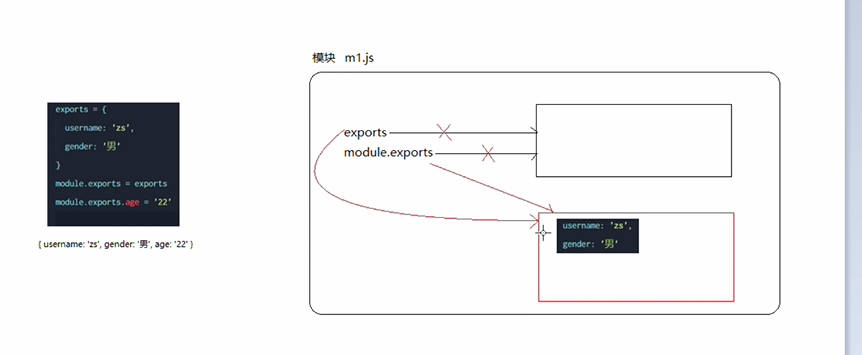 模块 m1.js
exports = {
username: 'zs',
gender: '男'
}
module.exports = exports
module.exports.age = '22'
{ username: 'zs', gender: '男', age: '22' }
exports
module.exports
username: 'zs',
gender: '男'